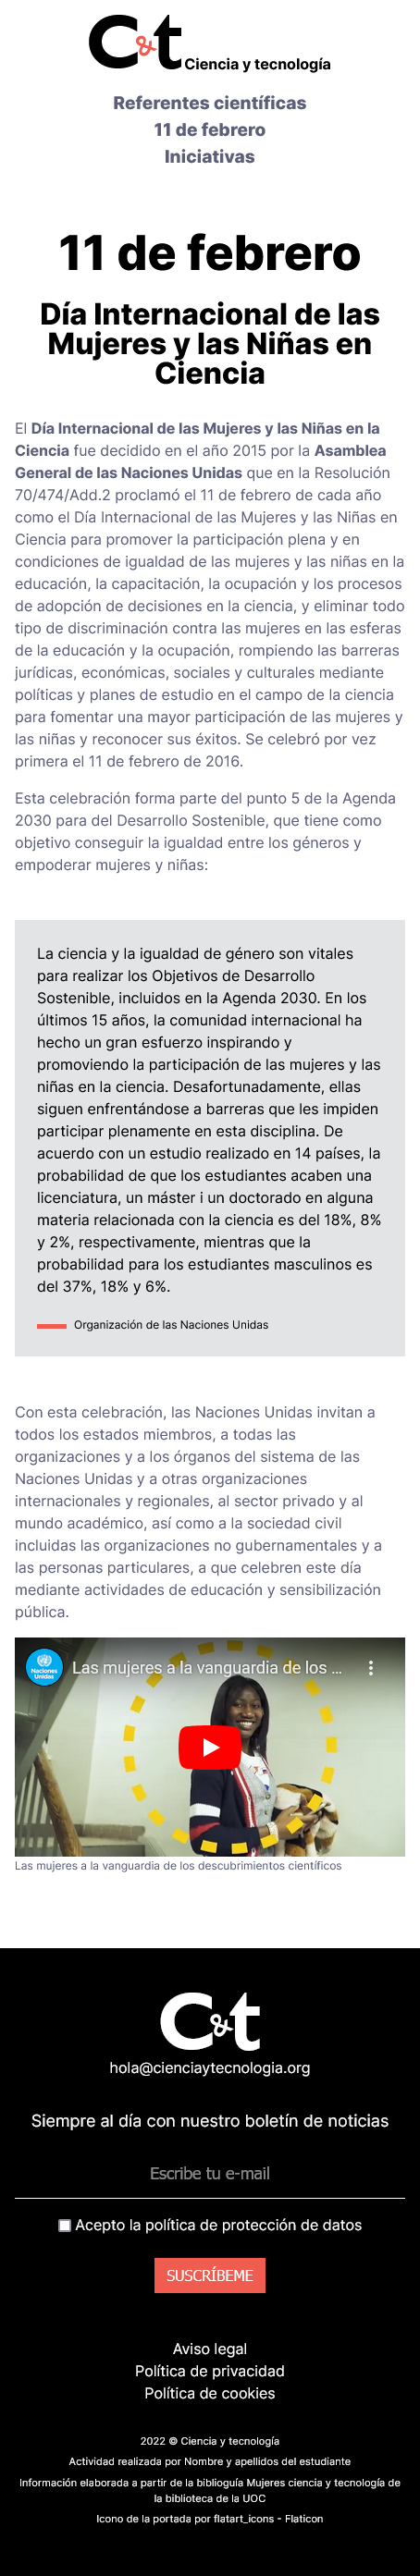 C&t Ciencia y tecnología
Referentes científicas
11 de febrero
Iniciativas
11 de febrero
Día Internacional de las
Mujeres y las Niñas en
Ciencia
El Día Internacional de las Mujeres y las Niñas en la
Ciencia fue decidido en el año 2015 por la Asamblea
General de las Naciones Unidas que en la Resolución
70/474/Add.2 proclamó el 11 de febrero de cada año
como el Día Internacional de las Mujeres y las Niñas en
Ciencia para promover la participación plena y en
condiciones de igualdad de las mujeres y las niñas en la
educación, la capacitación, la ocupación y los procesos
de adopción de decisiones en la ciencia, y eliminar todo
tipo de discriminación contra las mujeres en las esferas
de la educación y la ocupación, rompiendo las barreras
jurídicas, económicas, sociales y culturales mediante
políticas y planes de estudio en el campo de la ciencia
para fomentar una mayor participación de las mujeres y
las niñas y reconocer sus éxitos. Se celebró por vez
primera el 11 de febrero de 2016.
Esta celebración forma parte del punto 5 de la Agenda
2030 para del Desarrollo Sostenible, que tiene como
objetivo conseguir la igualdad entre los géneros y
empoderar mujeres y niñas:
La ciencia y la igualdad de género son vitales
para realizar los Objetivos de Desarrollo
Sostenible, incluidos en la Agenda 2030. En los
últimos 15 años, la comunidad internacional ha
hecho un gran esfuerzo inspirando y
promoviendo la participación de las mujeres y las
niñas en la ciencia. Desafortunadamente, ellas
siguen enfrentándose a barreras que les impiden
participar plenamente en esta disciplina. De
acuerdo con un estudio realizado en 14 países, la
probabilidad de que los estudiantes acaben una
licenciatura, un máster i un doctorado en alguna
materia relacionada con la ciencia es del 18%, 8%
y 2%, respectivamente, mientras que la
probabilidad para los estudiantes masculinos es
del 37%, 18% y 6%.
Organización de las Naciones Unidas
Con esta celebración, las Naciones Unidas invitan a
todos los estados miembros, a todas las
organizaciones y a los órganos del sistema de las
Naciones Unidas y a otras organizaciones
internacionales y regionales, al sector privado y al
mundo académico, así como a la sociedad civil
incluidas las organizaciones no gubernamentales y a
las personas particulares, a que celebren este día
mediante actividades de educación y sensibilización
pública.
Naciones Unidas
Las mujeres a la vanguardia de los ...
Las mujeres a la vanguardia de los descubrimientos científicos
C&t
hola@cienciaytecnologia.org
Siempre al día con nuestro boletín de noticias
Escribe tu e-mail
Acepto la política de protección de datos
SUSCRÍBEME
Aviso legal
Política de privacidad
Política de cookies
2022 © Ciencia y tecnología
Actividad realizada por Nombre y apellidos del estudiante
Información elaborada a partir de la biblioguía Mujeres ciencia y tecnología de
la biblioteca de la UOC
Icono de la portada por flatart_icons - Flaticon